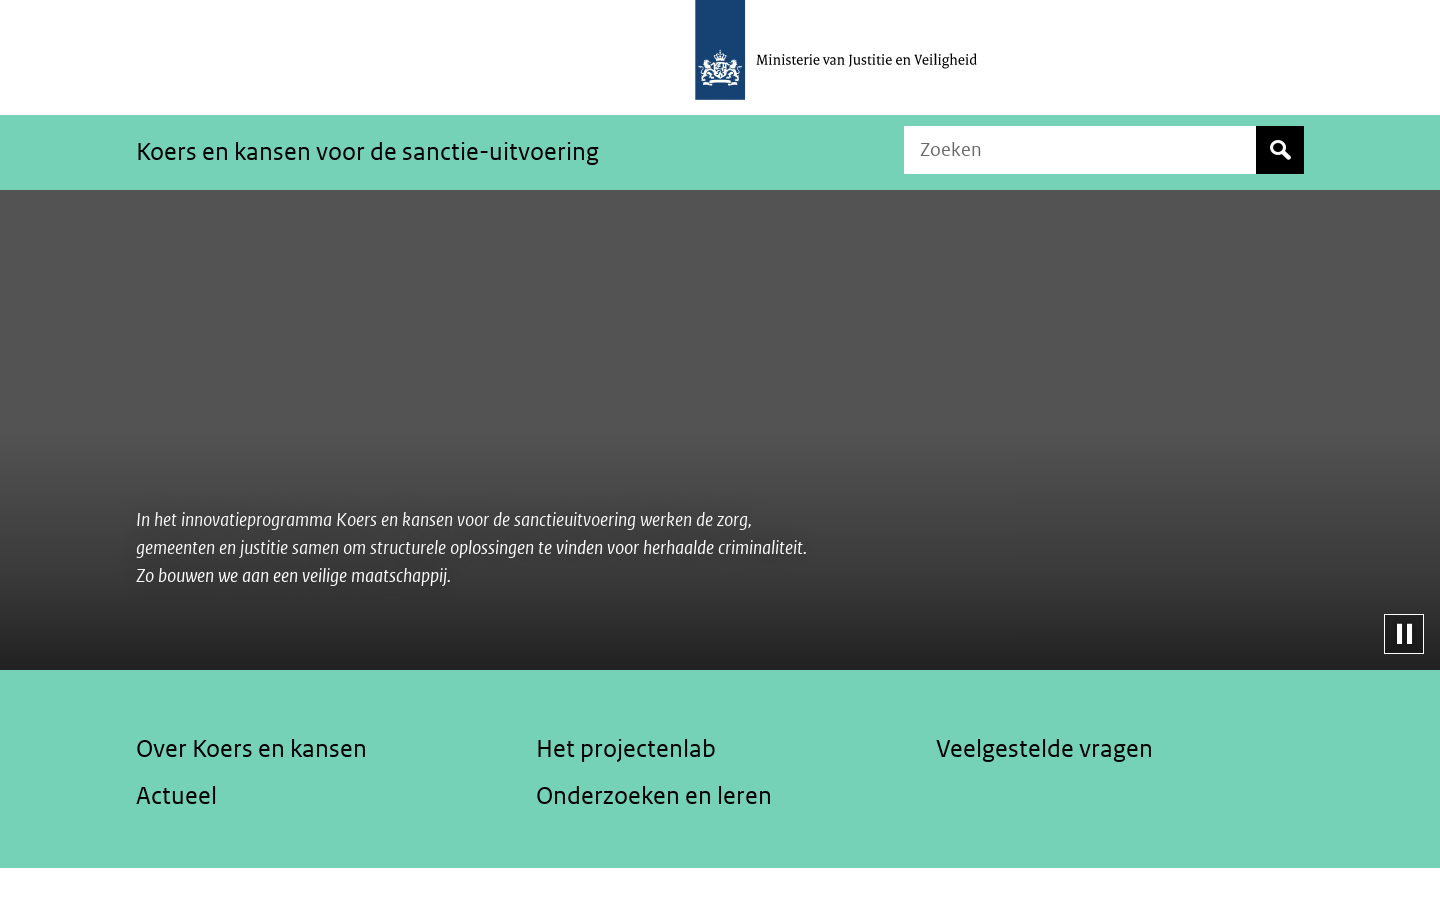 Ministerie van Justitie en Veiligheid
Koers en kansen voor de sanctie-uitvoering
Zoeken
In het innovatieprogramma Koers en kansen voor de sanctieuitvoering werken de zorg,
gemeenten en justitie samen om structurele oplossingen te vinden voor herhaalde criminaliteit.
Zo bouwen we aan een veilige maatschappij.
Over Koers en kansen
Het projectenlab
Veelgestelde vragen
Actueel
Onderzoeken en leren